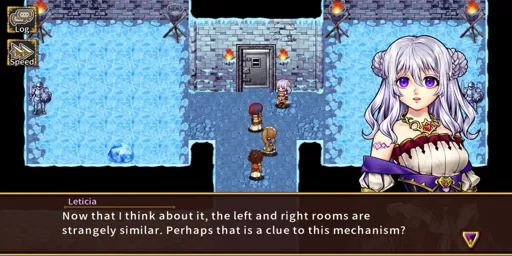 Log
Speed
Leticia
Now that I think about it, the left and right rooms are
strangely similar. Perhaps that is a clue to this mechanism?